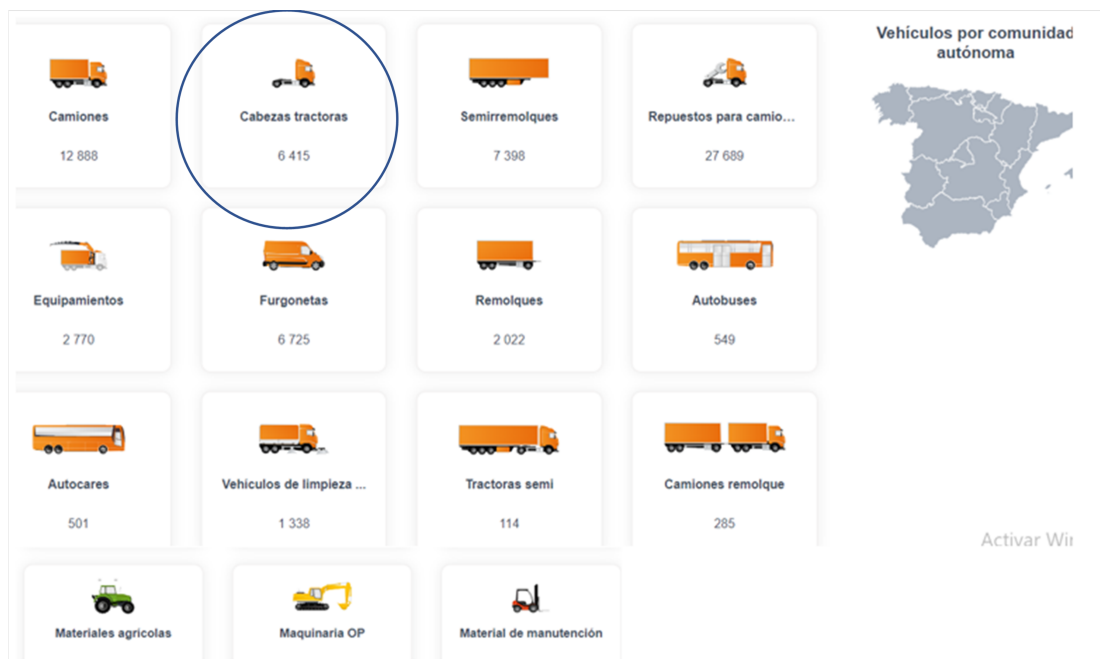 Vehículos por comunidad
autónoma
Camiones
Cabezas tractoras
Semirremolques
Repuestos para camio...
12 888
6 415
7 398
27 689
Equipamientos
Furgonetas
Remolques
Autobuses
2 770
6 725
2 022
549
Autocares
Vehículos de limpieza ...
Tractoras semi
Camiones remolque
501
1 338
114
285
Activar Wi
Materiales agrícolas
Maquinaria OP
Material de manutención